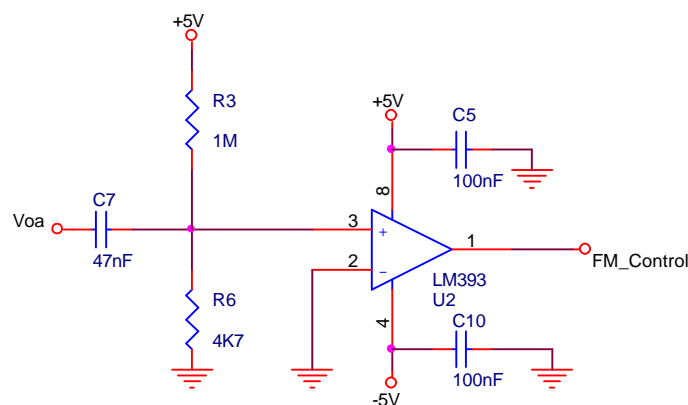 +5V
R3
1M
+5V
C5
100nF
8
C7
Voa
47nF
3
+
1
FM_Control
2
-
LM393
U2
R6
4K7
4
C10
100nF
-5V